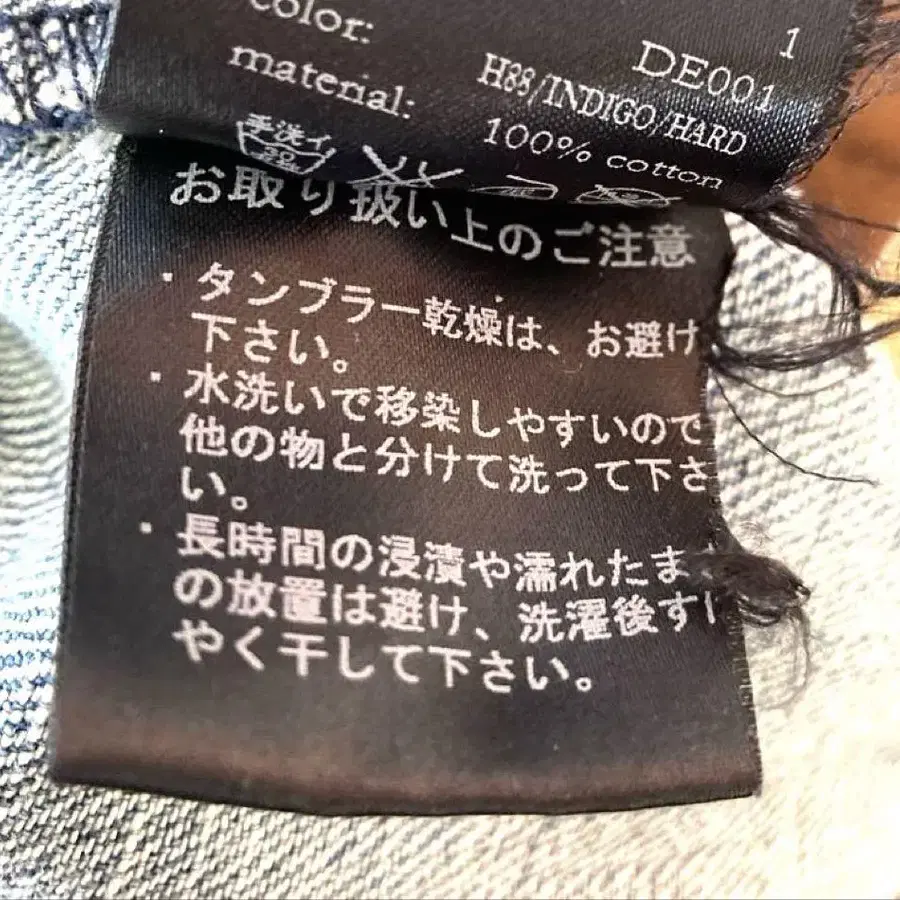 1
color: DE001
material: H88/INDIGO/HARD
100% cotton
手洗イ
30
お取り扱い上のご注意
・タンブラー乾燥は、お避け
下さい。
・水洗いで移染しやすいので
他の物と分けて洗って下さ
い。
・長時間の浸漬や濡れたまま
の放置は避け、洗濯後すば
やく干して下さい。